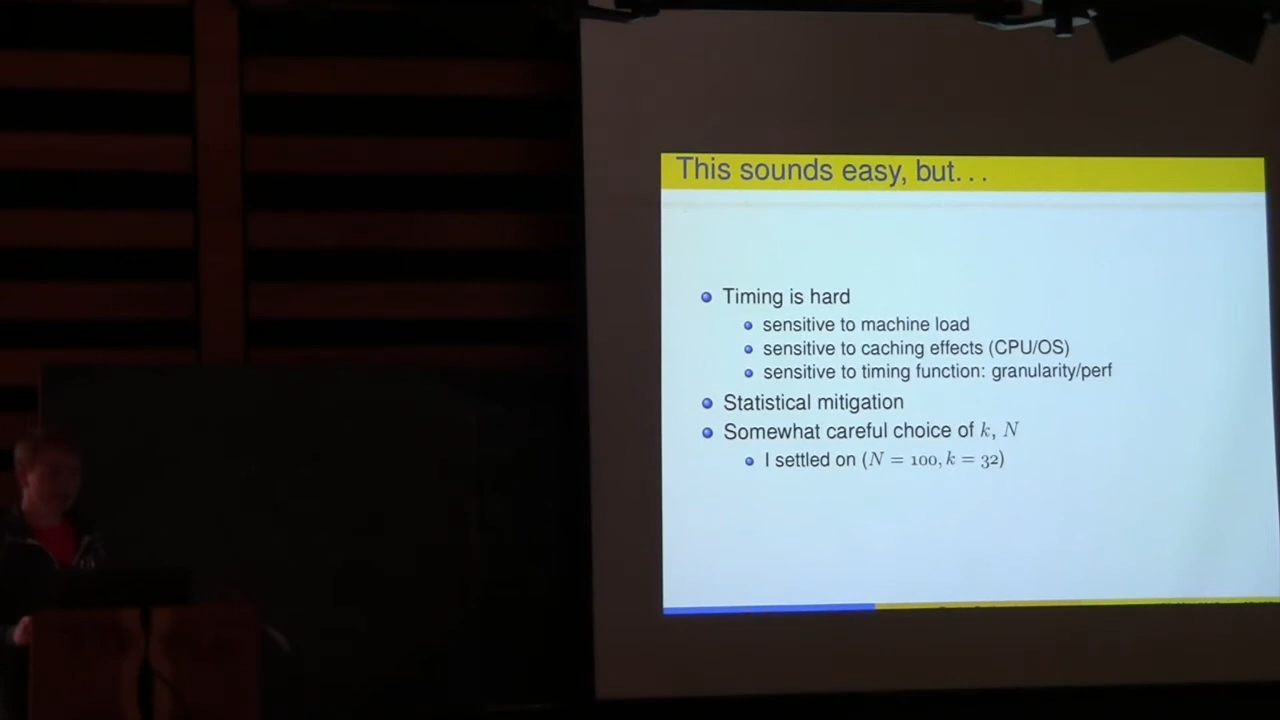 This sounds easy, but...
Timing is hard
sensitive to machine load
sensitive to caching effects (CPU/OS)
sensitive to timing function: granularity/perf
Statistical mitigation
Somewhat careful choice of k, N
I settled on (N = 100, k = 32)